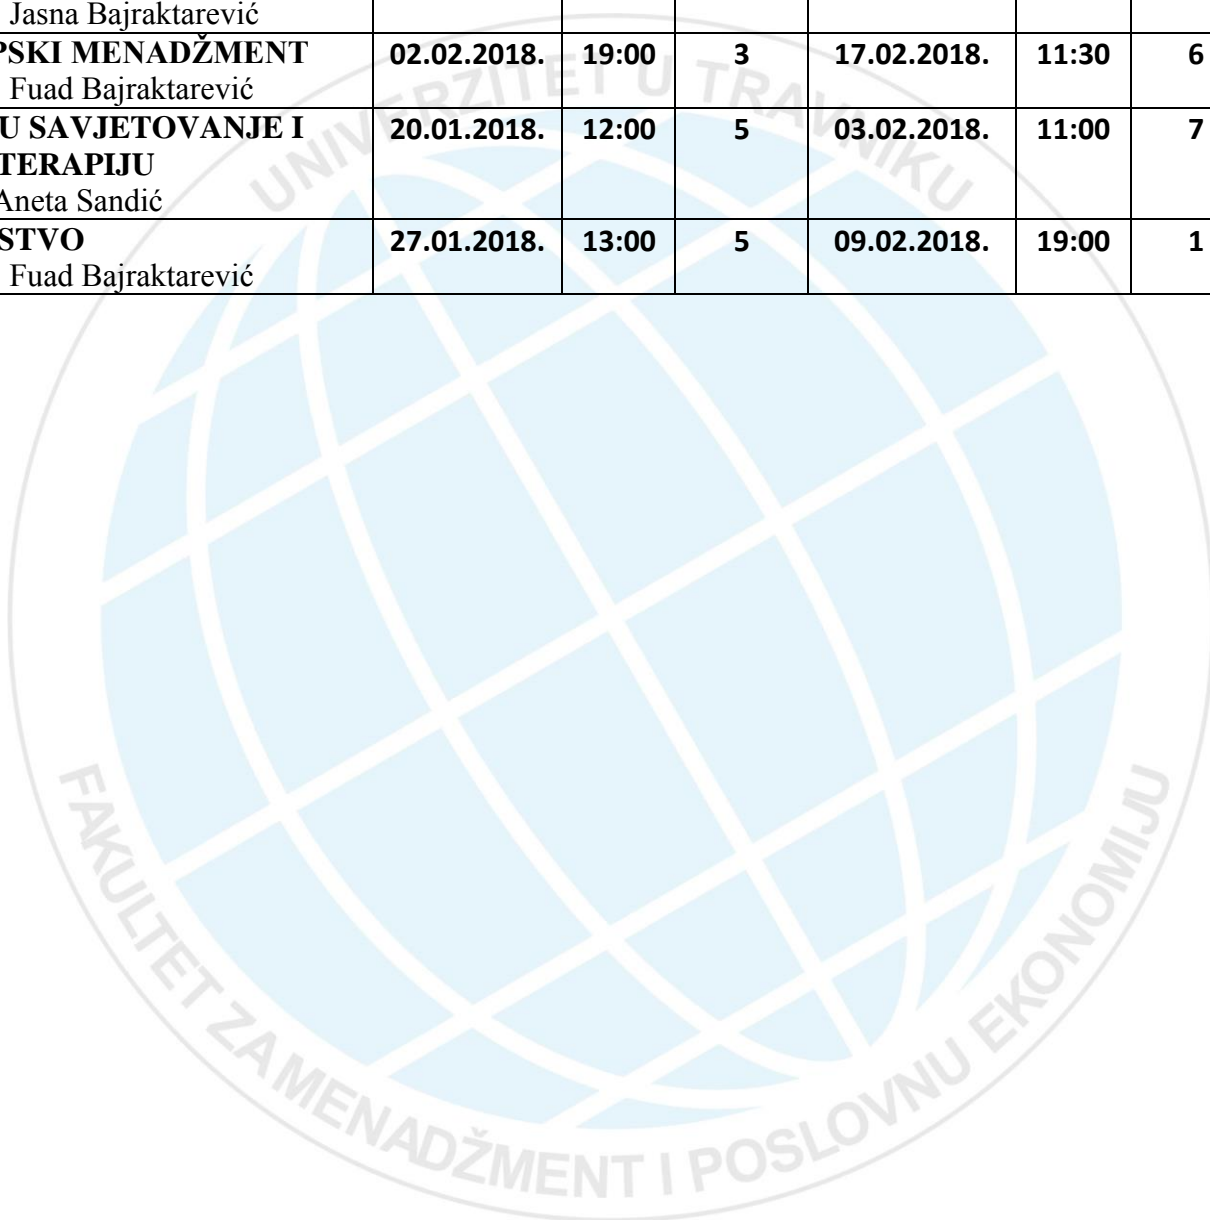 Jasna Bajraktarević
PSKI MENADŽMENT 02.02.2018. 19:00 3 17.02.2018. 11:30 6
Fuad Bajraktarević
U SAVJETOVANJE I 20.01.2018. 12:00 5 03.02.2018. 11:00 7
TERAPIJU
Aneta Sandić
STVO 27.01.2018. 13:00 5 09.02.2018. 19:00 1
Fuad Bajraktarević
UNIVERZITET U TRAVNIKU
FAKULTET ZA MENADŽMENT I POSLOVNU EKONOMIJU